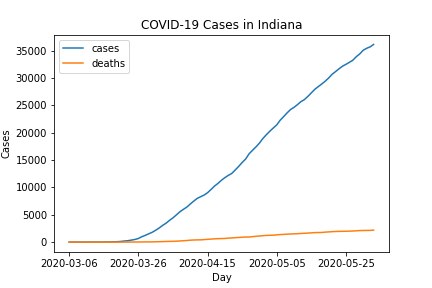 COVID-19 Cases in Indiana
cases
deaths
Cases
35000
30000
25000
20000
15000
10000
5000
0
2020-03-06 2020-03-26 2020-04-15 2020-05-05 2020-05-25
Day